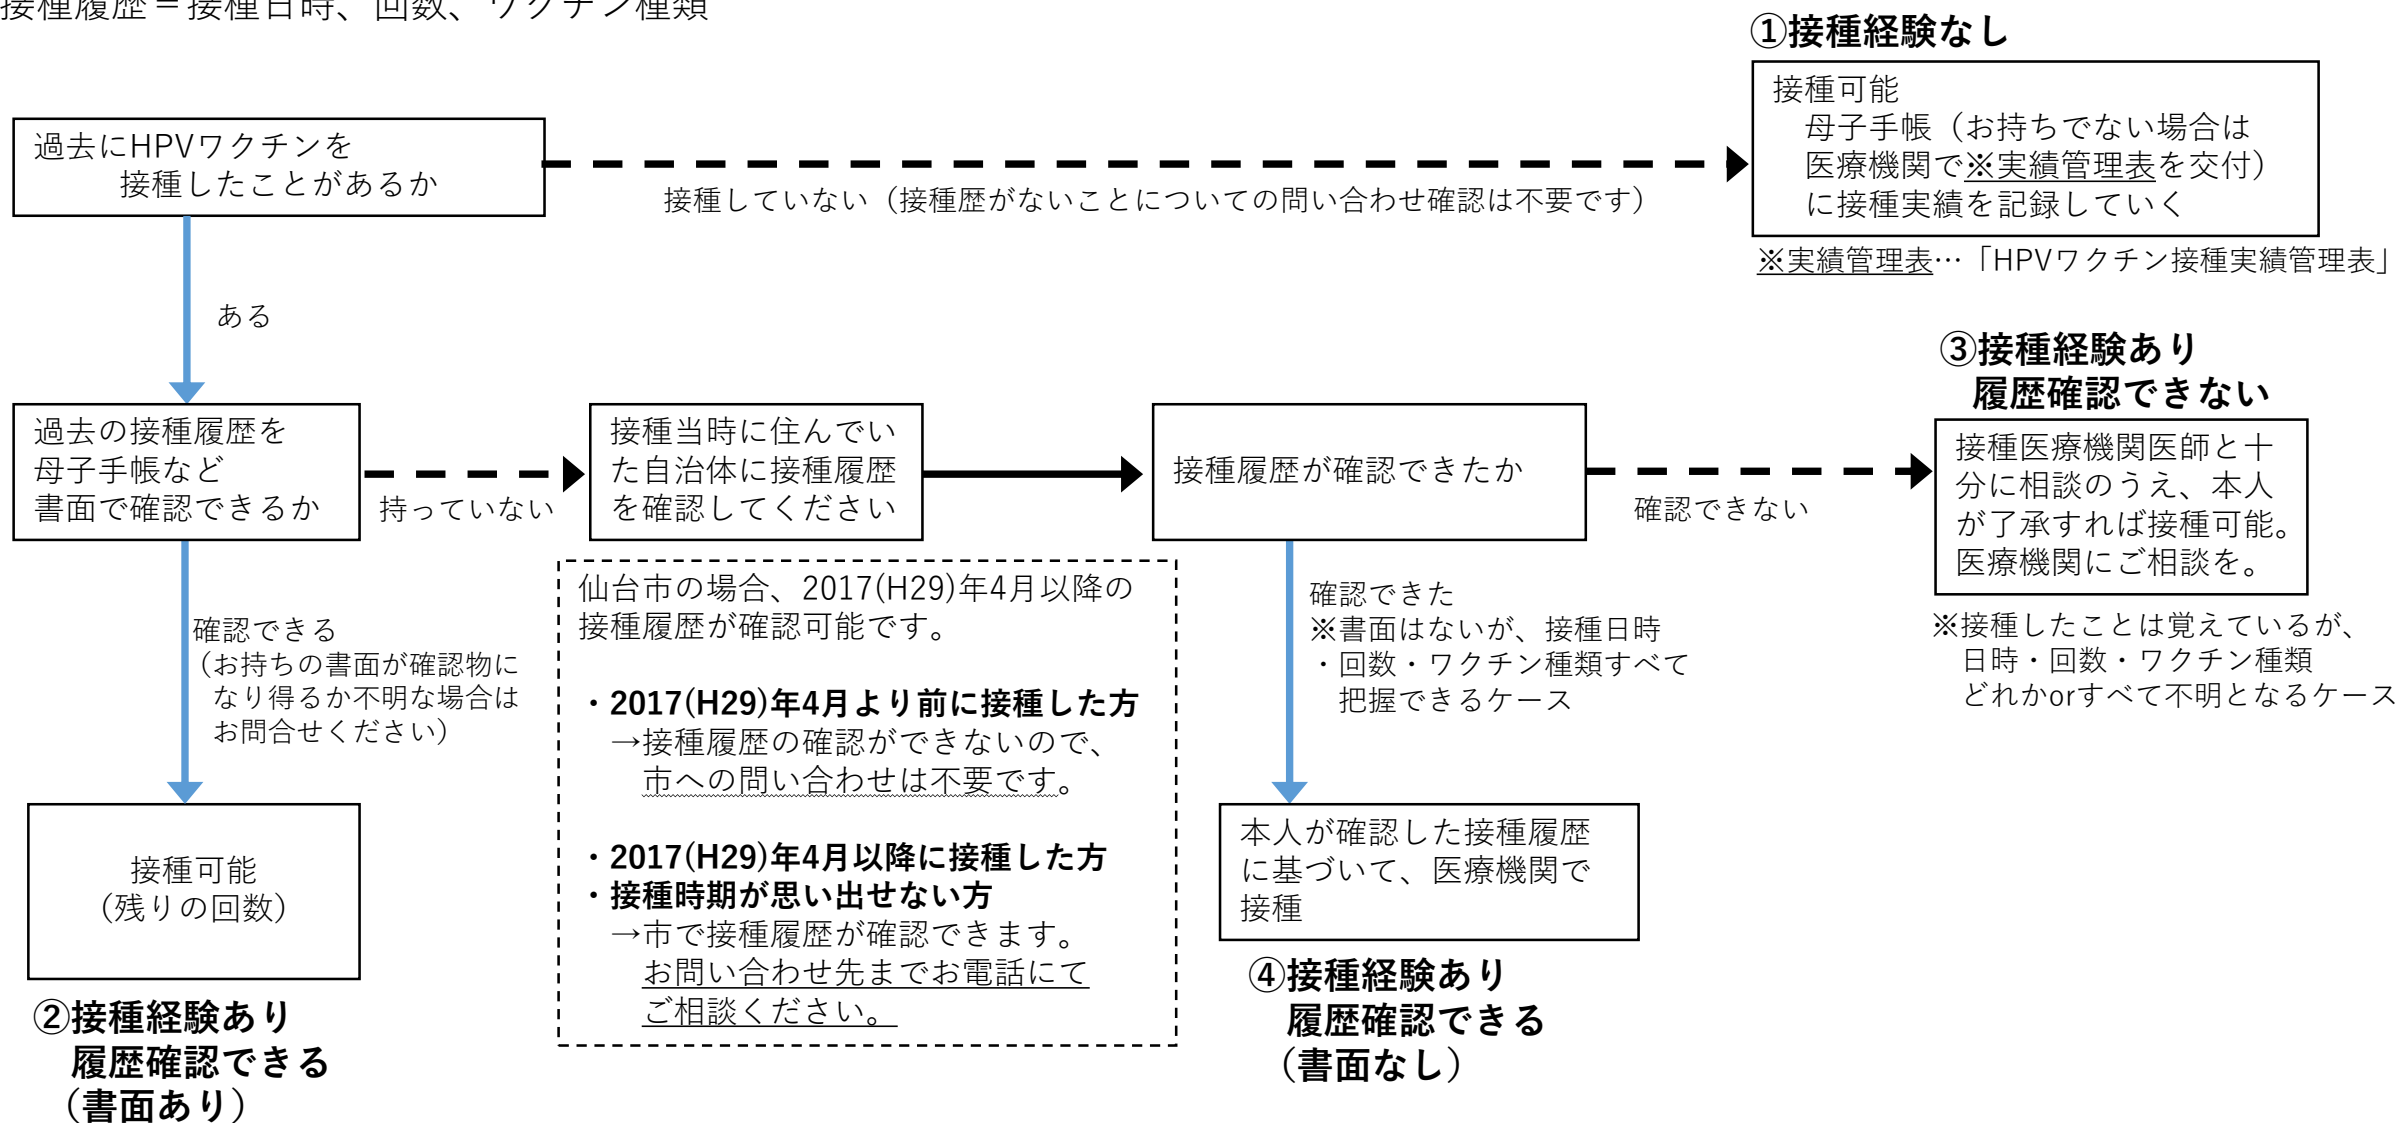 接種履歴＝接種日時、回数、ワクチン種類
①接種経験なし
接種可能
母子手帳（お持ちでない場合は
医療機関で※実績管理表を交付）
に接種実績を記録していく
※実績管理表…「HPVワクチン接種実績管理表」
過去にHPVワクチンを
接種したことがあるか
接種していない（接種歴がないことについての問い合わせ確認は不要です）
ある
過去の接種履歴を
母子手帳など
書面で確認できるか
持っていない
接種当時に住んでい
た自治体に接種履歴
を確認してください
接種履歴が確認できたか
確認できない
③接種経験あり
履歴確認できない
接種医療機関医師と十
分に相談のうえ、本人
が了承すれば接種可能。
医療機関にご相談を。
※接種したことは覚えているが、
日時・回数・ワクチン種類
どれかorすべて不明となるケース
確認できる
（お持ちの書面が確認物に
なり得るか不明な場合は
お問合せください）
仙台市の場合、2017(H29)年4月以降の
接種履歴が確認可能です。
・2017(H29)年4月より前に接種した方
→接種履歴の確認ができないので、
市への問い合わせは不要です。
・2017(H29)年4月以降に接種した方
・接種時期が思い出せない方
→市で接種履歴が確認できます。
お問い合わせ先までお電話にて
ご相談ください。
確認できた
※書面はないが、接種日時
・回数・ワクチン種類すべて
把握できるケース
接種可能
（残りの回数）
②接種経験あり
履歴確認できる
（書面あり）
本人が確認した接種履歴
に基づいて、医療機関で
接種
④接種経験あり
履歴確認できる
（書面なし）